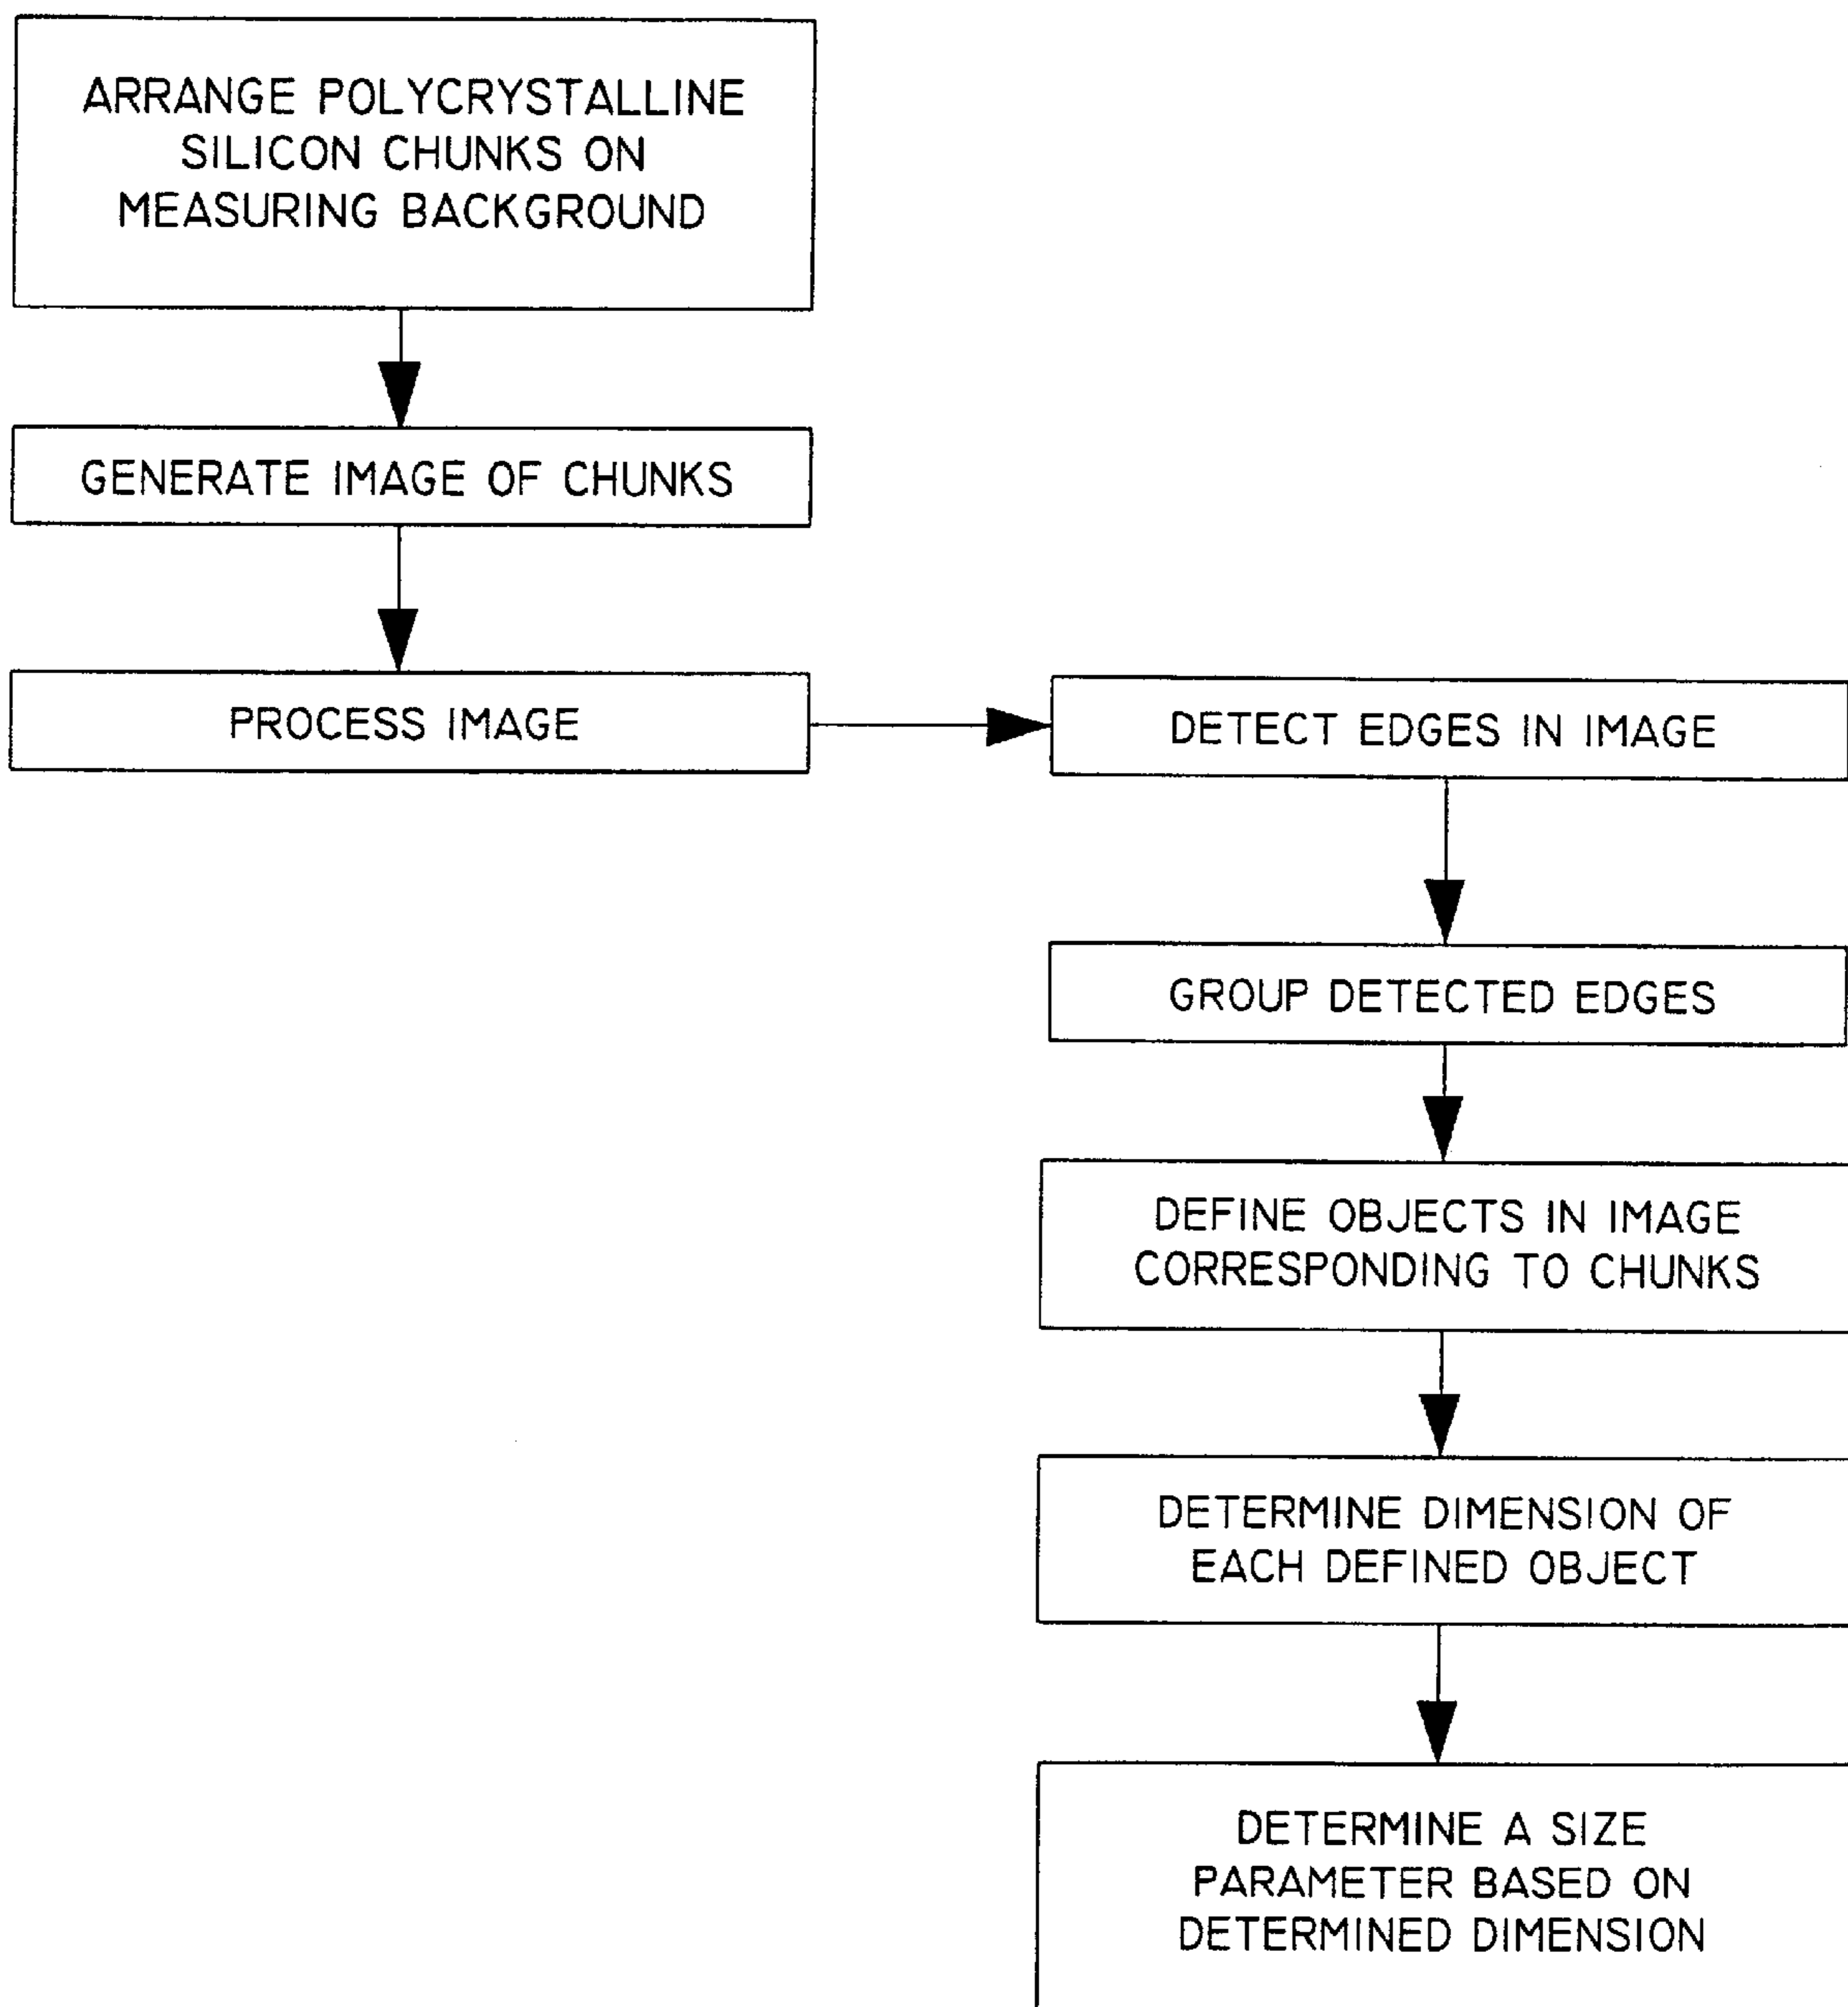 ARRANGE POLYCRYSTALLINE
SILICON CHUNKS ON
MEASURING BACKGROUND
GENERATE IMAGE OF CHUNKS
PROCESS IMAGE
DETECT EDGES IN IMAGE
GROUP DETECTED EDGES
DEFINE OBJECTS IN IMAGE
CORRESPONDING TO CHUNKS
DETERMINE DIMENSION OF
EACH DEFINED OBJECT
DETERMINE A SIZE
PARAMETER BASED ON
DETERMINED DIMENSION